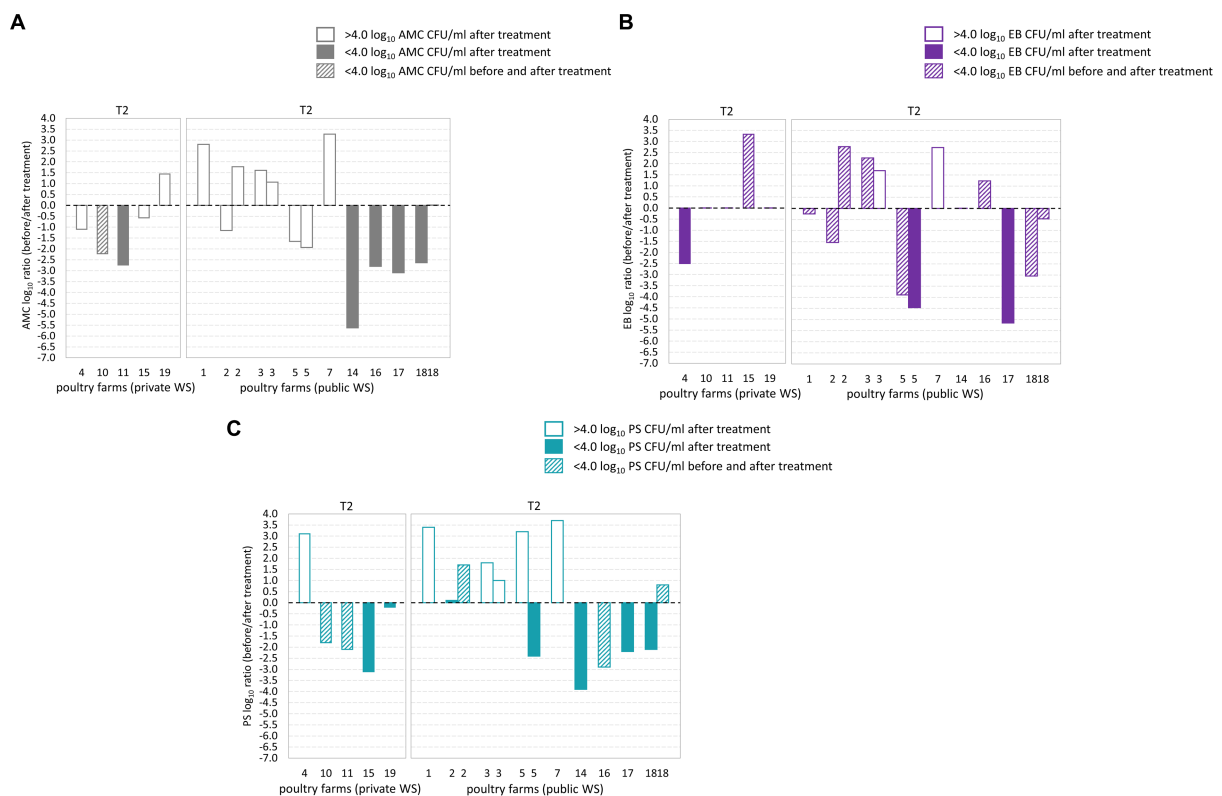 A
>4.0 log10 AMC CFU/ml after treatment
<4.0 log10 AMC CFU/ml after treatment
<4.0 log10 AMC CFU/ml before and after treatment
T2 T2
AMC log10 ratio (before/after treatment)
4.0
3.5
3.0
2.5
2.0
1.5
1.0
0.5
0.0
-0.5
-1.0
-1.5
-2.0
-2.5
-3.0
-3.5
-4.0
-4.5
-5.0
-5.5
-6.0
-6.5
-7.0
4 10 11 15 19 1 2 2 3 3 5 5 7 14 16 17 18 18
poultry farms (private WS) poultry farms (public WS)
B
>4.0 log10 EB CFU/ml after treatment
<4.0 log10 EB CFU/ml after treatment
<4.0 log10 EB CFU/ml before and after treatment
T2 T2
EB log10 ratio (before/after treatment)
4.0
3.5
3.0
2.5
2.0
1.5
1.0
0.5
0.0
-0.5
-1.0
-1.5
-2.0
-2.5
-3.0
-3.5
-4.0
-4.5
-5.0
-5.5
-6.0
-6.5
-7.0
4 10 11 15 19 1 2 2 3 3 5 5 7 14 16 17 18 18
poultry farms (private WS) poultry farms (public WS)
C
>4.0 log10 PS CFU/ml after treatment
<4.0 log10 PS CFU/ml after treatment
<4.0 log10 PS CFU/ml before and after treatment
T2 T2
PS log10 ratio (before/after treatment)
4.0
3.5
3.0
2.5
2.0
1.5
1.0
0.5
0.0
-0.5
-1.0
-1.5
-2.0
-2.5
-3.0
-3.5
-4.0
-4.5
-5.0
-5.5
-6.0
-6.5
-7.0
4 10 11 15 19 1 2 2 3 3 5 5 7 14 16 17 18 18
poultry farms (private WS) poultry farms (public WS)